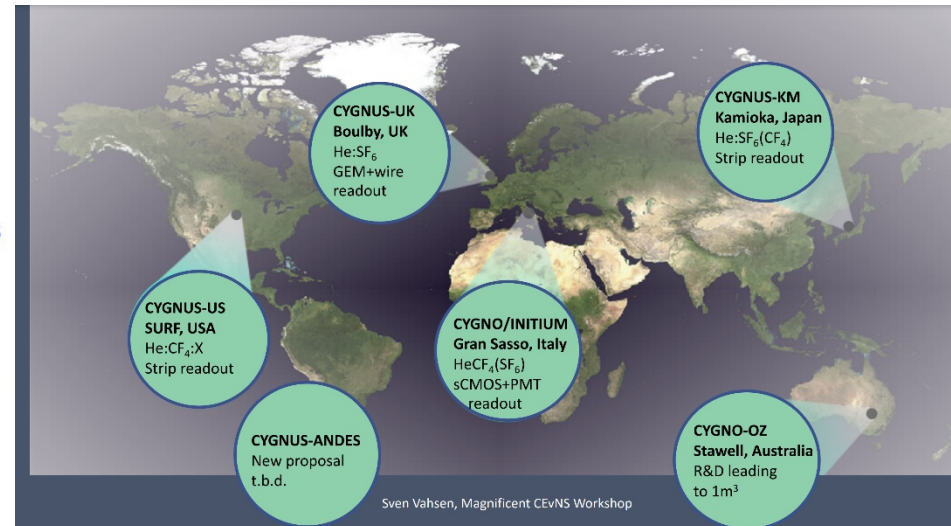 CYGNUS-UK
Boulby, UK
He:SF₆
GEM+wire
readout
CYGNUS-KM
Kamioka, Japan
He:SF₆(CF₄)
Strip readout
CYGNUS-US
SURF, USA
He:CF₄:X
Strip readout
CYGNO/INITIUM
Gran Sasso, Italy
HeCF₄(SF₆)
sCMOS+PMT
readout
CYGNUS-ANDES
New proposal
t.b.d.
CYGNO-OZ
Stawell, Australia
R&D leading
to 1m³
Sven Vahsen, Magnificent CEvNS Workshop